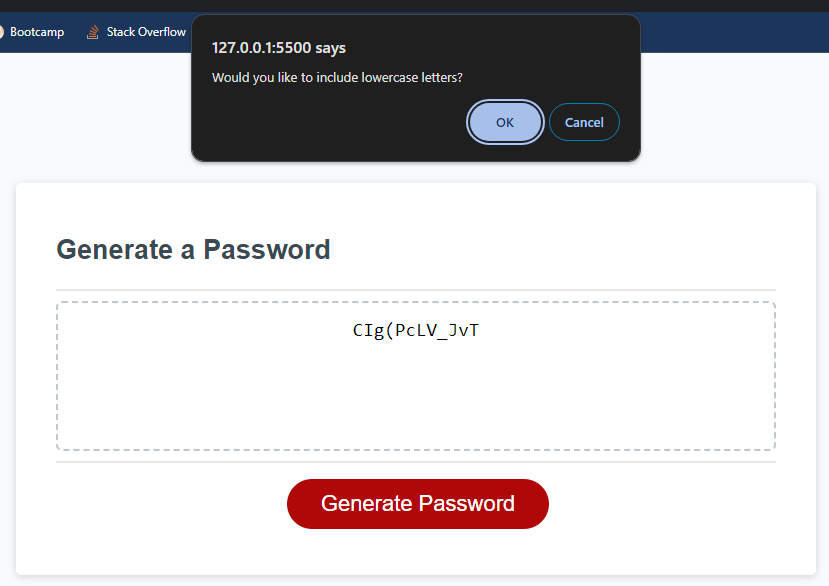 Bootcamp
Stack Overflow
127.0.0.1:5500 says
Would you like to include lowercase letters?
OK
Cancel
Generate a Password
CIg(PcLV_JvT
Generate Password